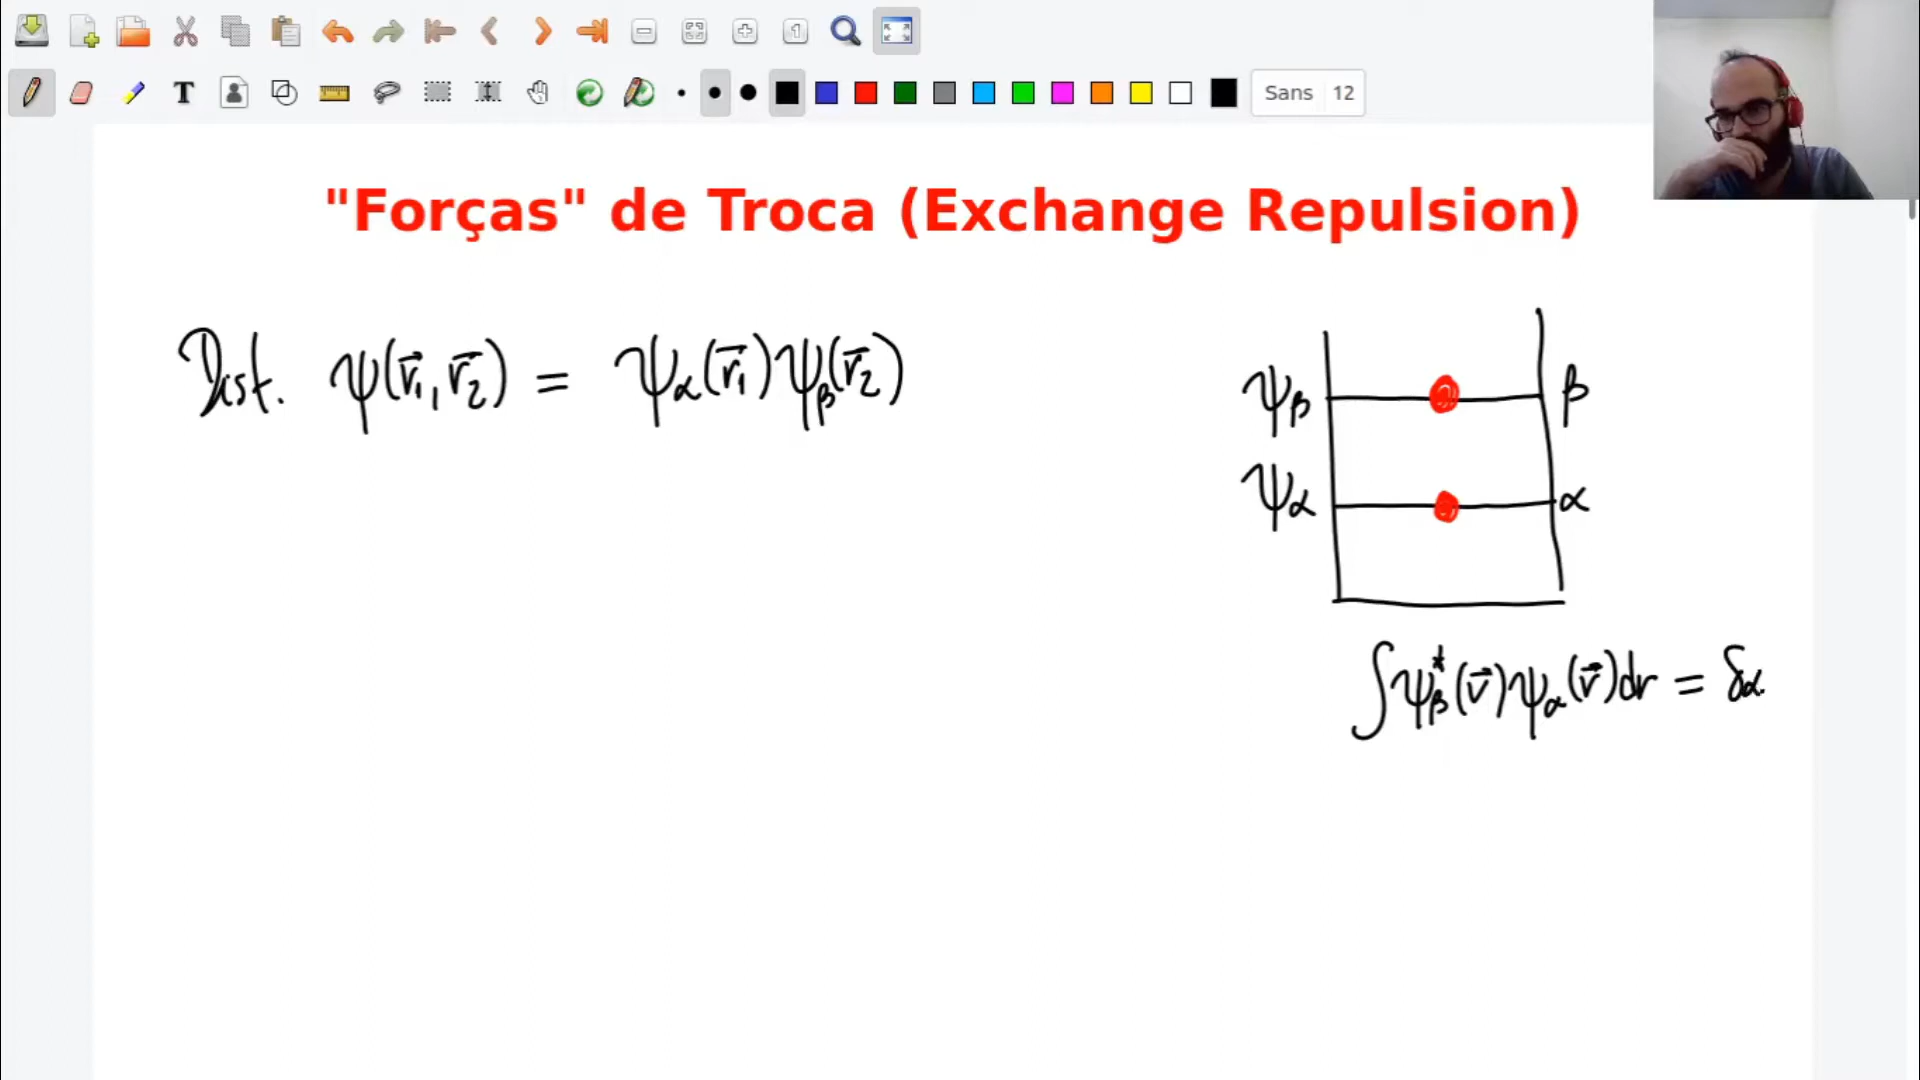 T Sans 12
"Forças" de Troca (Exchange Repulsion)
Dist. ψ(r⃗₁,r⃗₂) = ψα(r⃗₁)ψβ(r⃗₂)
ψβ β
ψα α
∫ψβ*(r⃗)ψα(r⃗)dr = δα